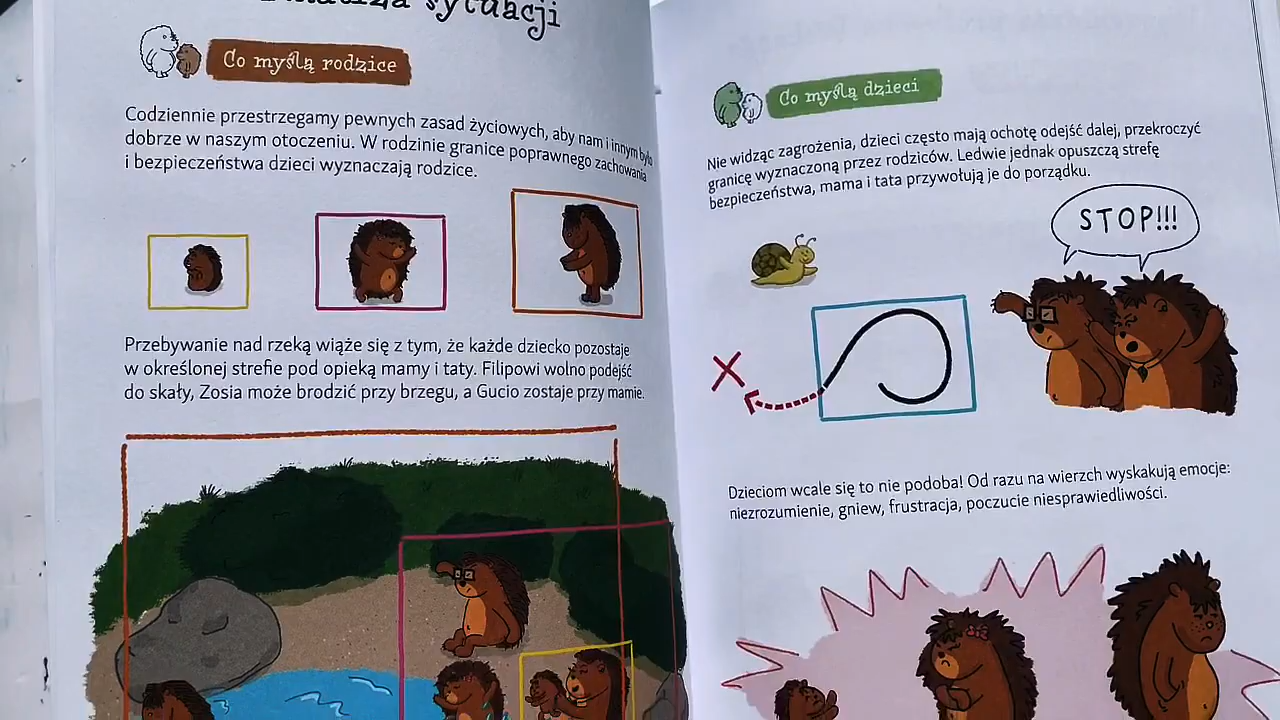 sytuacji
Co myślą rodzice
Codziennie przestrzegamy pewnych zasad życiowych, aby nam i innym było
dobrze w naszym otoczeniu. W rodzinie granice poprawnego zachowania
i bezpieczeństwa dzieci wyznaczają rodzice.
Przebywanie nad rzeką wiąże się z tym, że każde dziecko pozostaje
w określonej strefie pod opieką mamy i taty. Filipowi wolno podejść
do skały, Zosia może brodzić przy brzegu, a Gucio zostaje przy mamie.
Co myślą dzieci
Nie widząc zagrożenia, dzieci często mają ochotę odejść dalej, przekroczyć
granicę wyznaczoną przez rodziców. Ledwie jednak opuszczą strefę
bezpieczeństwa, mama i tata przywołują je do porządku.
STOP!!!
Dzieciom wcale się to nie podoba! Od razu na wierzch wyskakują emocje:
niezrozumienie, gniew, frustracja, poczucie niesprawiedliwości.